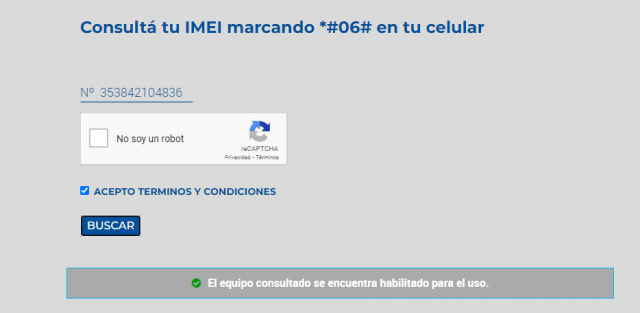 Consultá tu IMEI marcando *#06# en tu celular
Nº 353842104836
No soy un robot
reCAPTCHA
Privacidad - Términos
ACEPTO TERMINOS Y CONDICIONES
BUSCAR
El equipo consultado se encuentra habilitado para el uso.